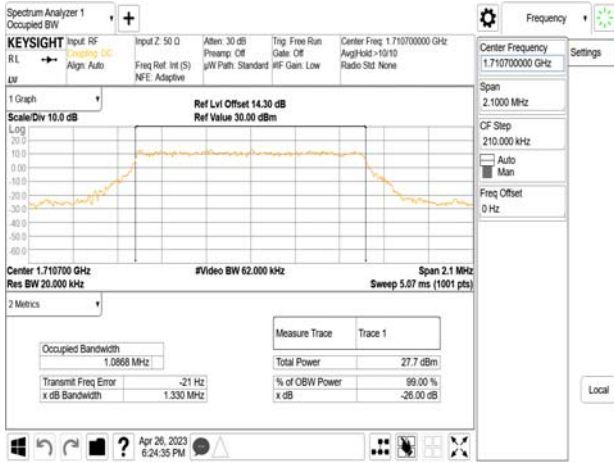 Spectrum Analyzer 1
Occupied BW
Frequency
KEYSIGHT
RL
Input: RF
Coupling: DC
Align: Auto
Input Z: 50 Ω
Freq Ref: Int (S)
NFE: Adaptive
Atten: 30 dB
Preamp: Off
µW Path: Standard
Trig: Free Run
Gate: Off
#IF Gain: Low
Center Freq: 1.710700000 GHz
Avg|Hold:>10/10
Radio Std: None
Center Frequency
1.710700000 GHz
Settings
Span
2.1000 MHz
CF Step
210.000 kHz
Auto
Man
Freq Offset
0 Hz
Local
1 Graph
Scale/Div 10.0 dB
Ref Lvl Offset 14.30 dB
Ref Value 30.00 dBm
Log
20.0
10.0
0.00
-10.0
-20.0
-30.0
-40.0
-50.0
-60.0
Center 1.710700 GHz
#Video BW 62.000 kHz
Span 2.1 MHz
Res BW 20.000 kHz
Sweep 5.07 ms (1001 pts)
2 Metrics
Measure Trace
Trace 1
Occupied Bandwidth
1.0868 MHz
Total Power
27.7 dBm
Transmit Freq Error
-21 Hz
% of OBW Power
99.00 %
x dB Bandwidth
1.330 MHz
x dB
-26.00 dB
?
Apr 26, 2023
6:24:35 PM